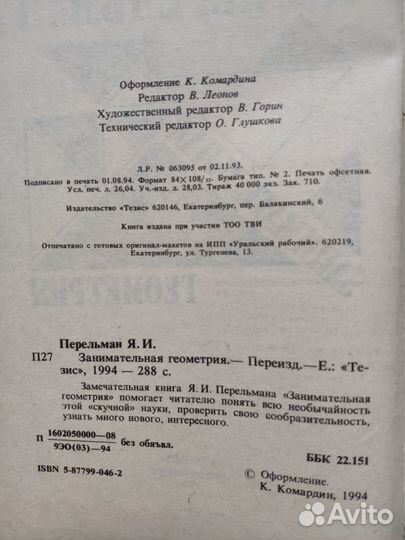 Оформление К. Комардина
Редактор В. Леонов
Художественный редактор В. Горин
Технический редактор О. Глушкова
Л.Р. № 063095 от 02.11.93.
Подписано в печать 01.08.94. Формат 84×108/32. Бумага тип. № 2. Печать офсетная.
Усл. печ. л. 26,04. Уч.-изд. л. 28,03. Тираж 40 000 экз. Зак. 710.
Издательство «Тезис» 620146, Екатеринбург, пер. Балакинский, 6
Книга издана при участии ТОО ТВИ
Отпечатано с готовых оригинал-макетов на ИПП «Уральский рабочий». 620219,
Екатеринбург, ул. Тургенева, 13.
ГЕОМЕТРИЯ
Перельман Я. И.
П27 Занимательная геометрия.— Переизд.—Е.: «Те-
зис», 1994 — 288 с.
Замечательная книга Я. И. Перельмана «Занимательная
геометрия» помогает читателю понять всю необычайность
этой «скучной» науки, проверить свою сообразительность,
узнать много нового, интересного.
П 1602050000—08
9ЭО(03)—94 без объявл.
ББК 22.151
ISBN 5-87799-046-2
© Оформление.
К. Комардин, 1994
Avito